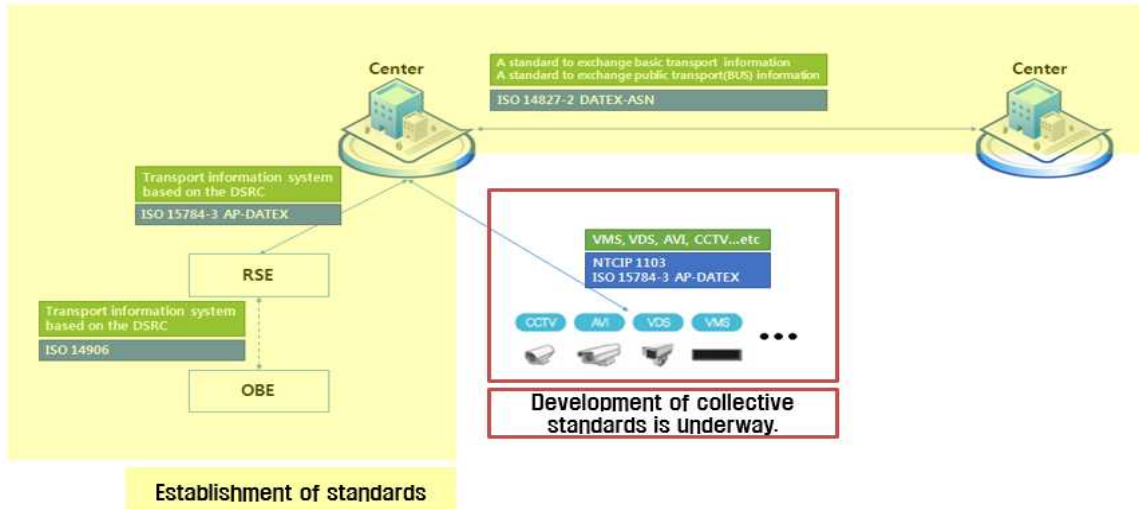 Center
A standard to exchange basic transport information
A standard to exchange public transport(BUS) information
ISO 14827-2 DATEX-ASN
Center
Transport information system
based on the DSRC
ISO 15784-3 AP-DATEX
RSE
Transport information system
based on the DSRC
ISO 14906
OBE
VMS, VDS, AVI, CCTV...etc
NTCIP 1103
ISO 15784-3 AP-DATEX
CCTV AVI VDS VMS
...
Development of collective
standards is underway.
Establishment of standards